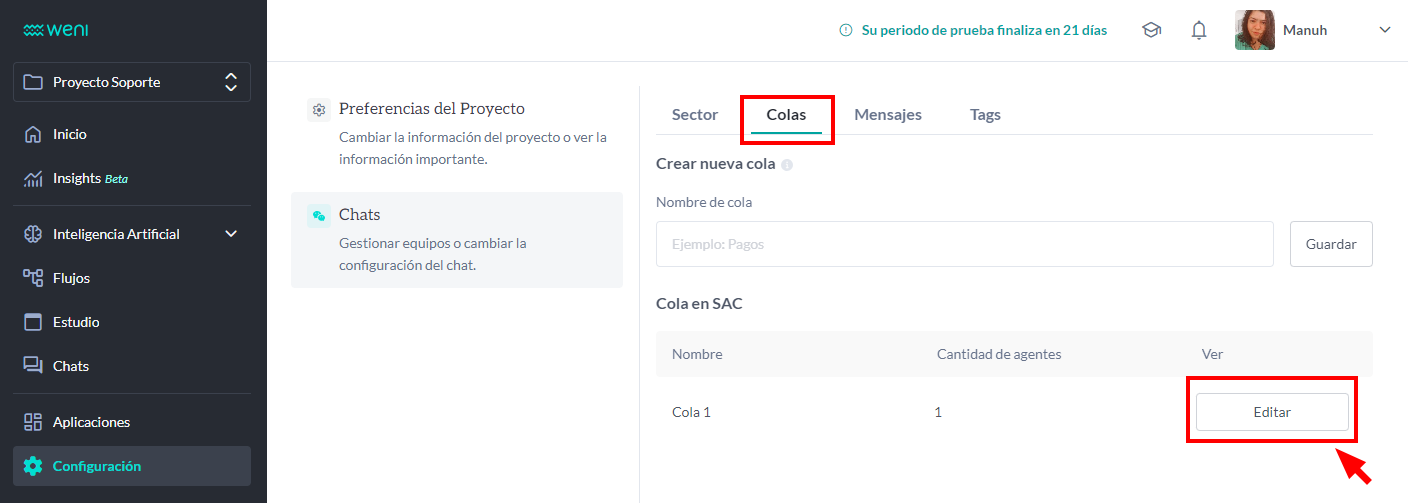 weni
Su periodo de prueba finaliza en 21 días
Manuh
Proyecto Soporte
Inicio
Insights Beta
Inteligencia Artificial
Flujos
Estudio
Chats
Aplicaciones
Configuración
Preferencias del Proyecto
Cambiar la información del proyecto o ver la
información importante.
Chats
Gestionar equipos o cambiar la
configuración del chat.
Sector Colas Mensajes Tags
Crear nueva cola
Nombre de cola
Ejemplo: Pagos Guardar
Cola en SAC
Nombre Cantidad de agentes Ver
Cola 1 1 Editar